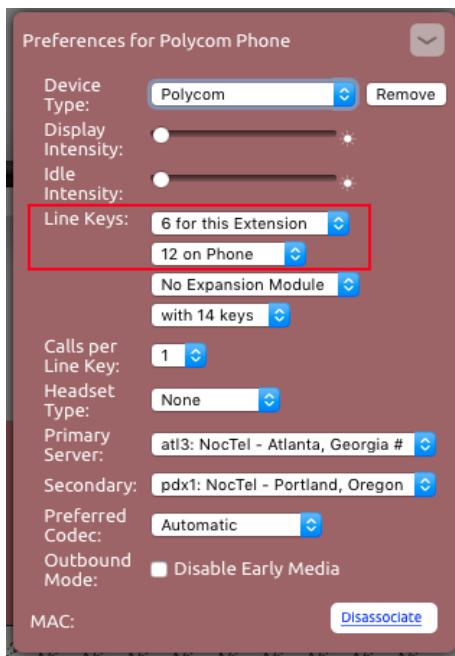 Preferences for Polycom Phone
Device
Type:
Polycom
Remove
Display
Intensity:
Idle
Intensity:
Line Keys:
6 for this Extension
12 on Phone
No Expansion Module
with 14 keys
Calls per
Line Key:
1
Headset
Type:
None
Primary
Server:
atl3: NocTel - Atlanta, Georgia #
Secondary:
pdx1: NocTel - Portland, Oregon
Preferred
Codec:
Automatic
Outbound
Mode:
Disable Early Media
MAC:
Disassociate